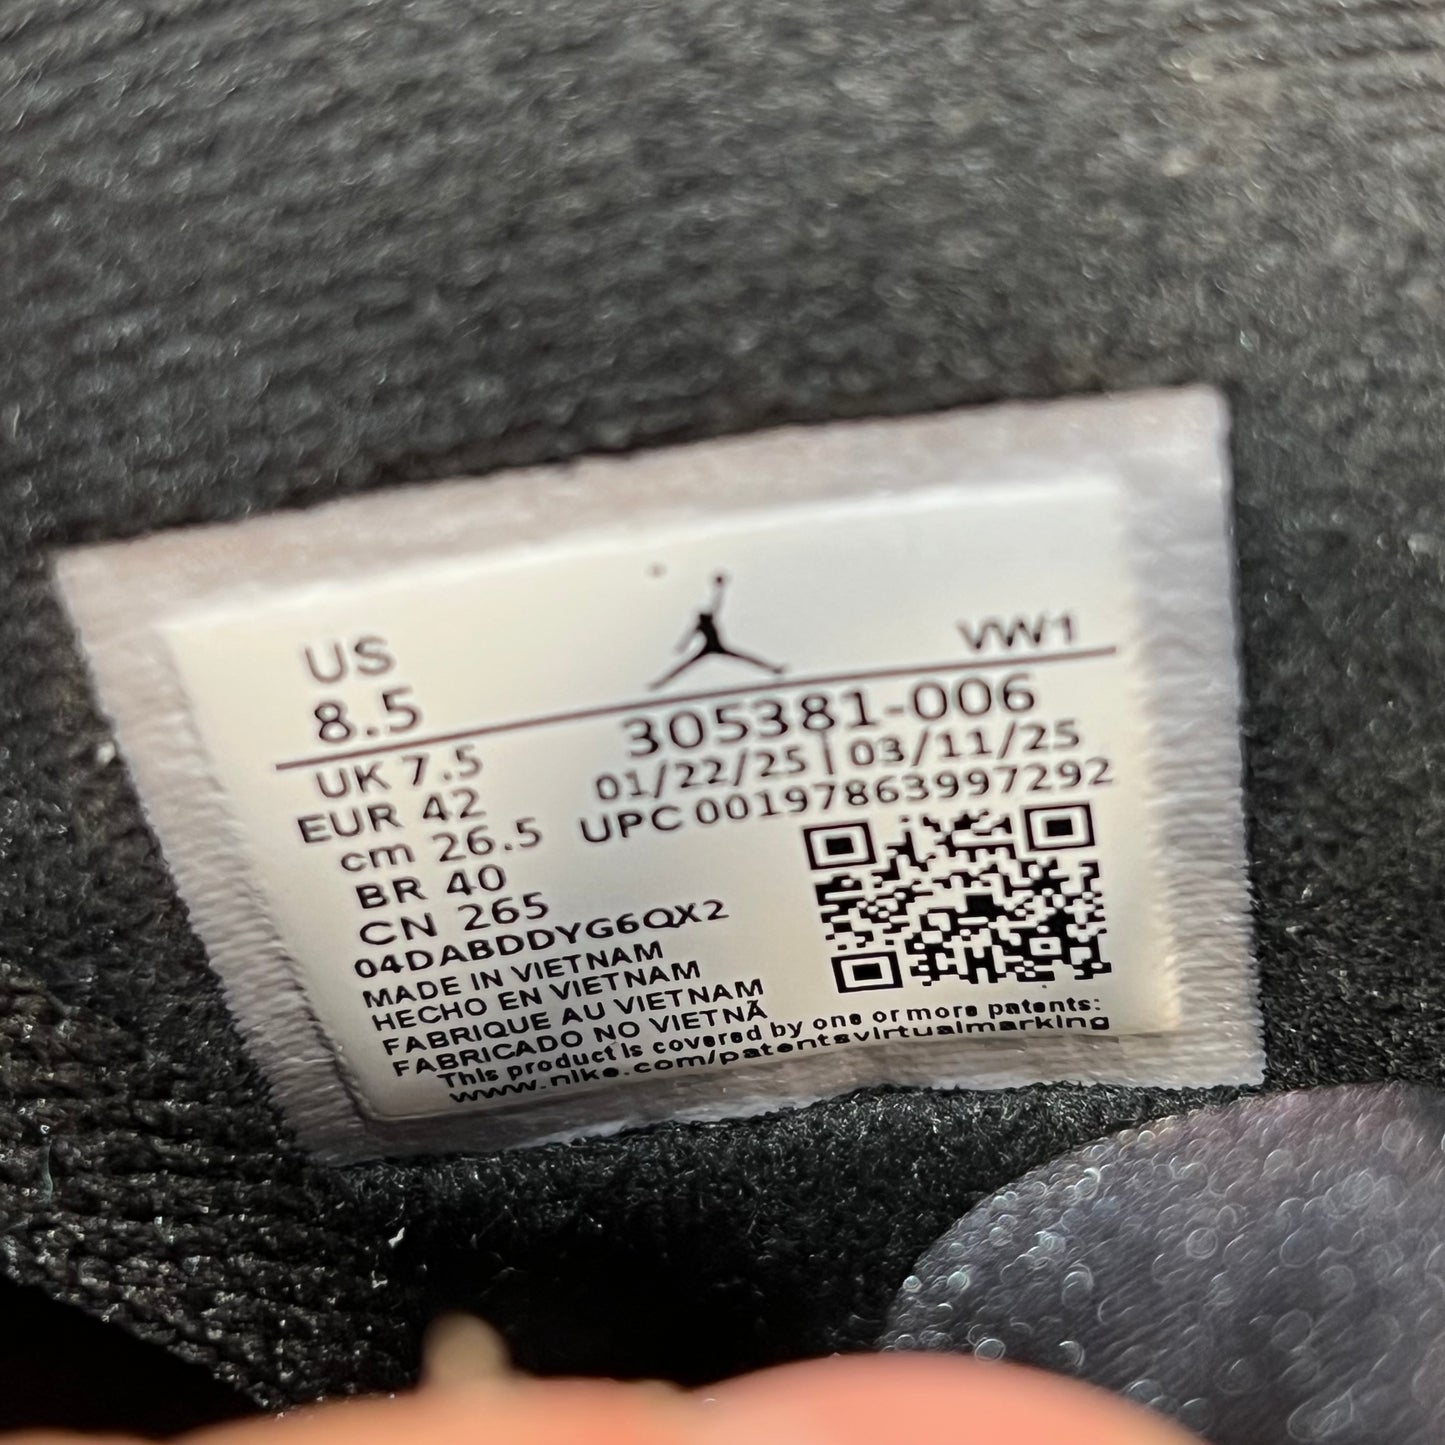 US
8.5
VW1
305381-006
01/22/25 | 03/11/25
UPC 00197863997292
UK 7.5
EUR 42
cm 26.5
BR 40
CN 265
04DABDDYG6QX2
MADE IN VIETNAM
HECHO EN VIETNAM
FABRIQUE AU VIETNAM
FABRICADO NO VIETNÃ
This product is covered by one or more patents:
www.nike.com/patentsvirtualmarking